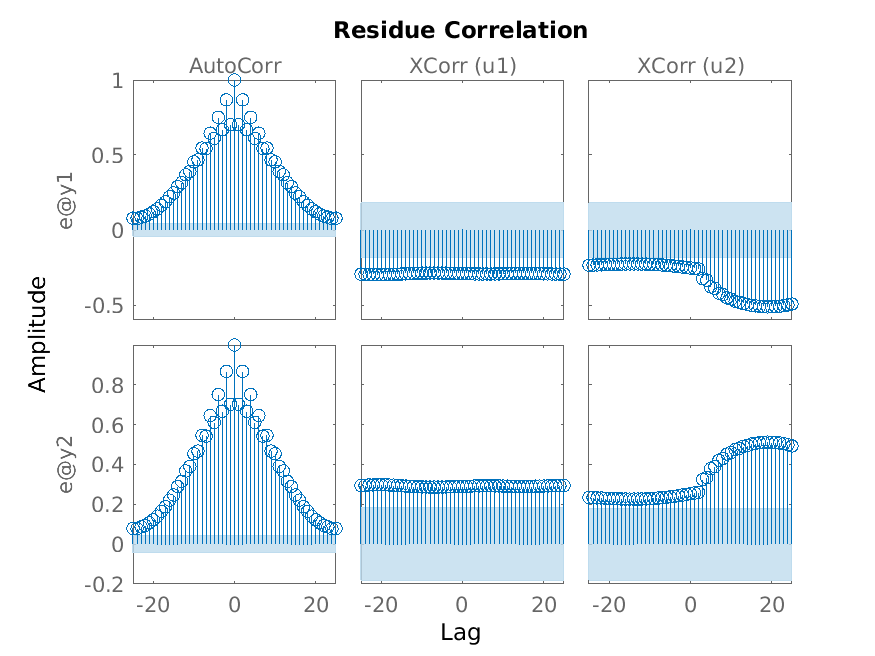 Residue Correlation
AutoCorr XCorr (u1) XCorr (u2)
Amplitude
e@y1
1
0.5
0
-0.5
e@y2
0.8
0.6
0.4
0.2
0
-0.2
-20 0 20 -20 0 20 -20 0 20
Lag